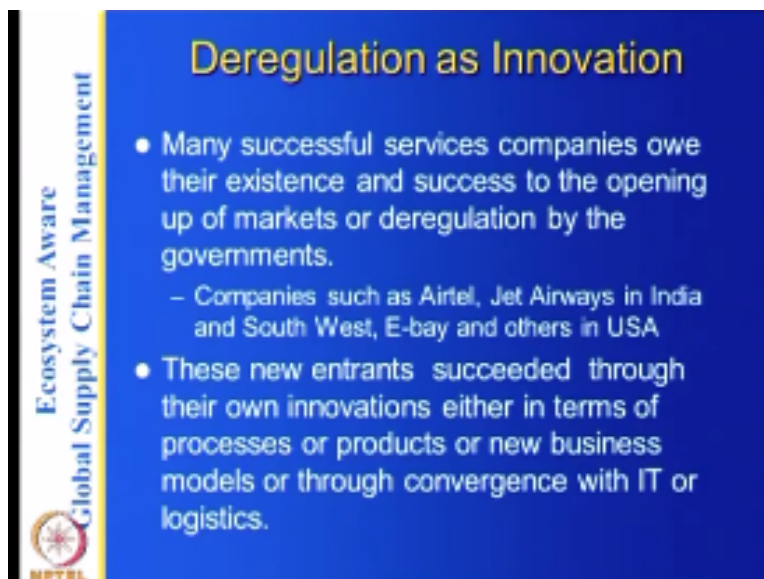 Deregulation as Innovation
Ecosystem Aware
Global Supply Chain Management
● Many successful services companies owe
their existence and success to the opening
up of markets or deregulation by the
governments.
– Companies such as Airtel, Jet Airways in India
and South West, E-bay and others in USA
● These new entrants succeeded through
their own innovations either in terms of
processes or products or new business
models or through convergence with IT or
logistics.
NPTEL